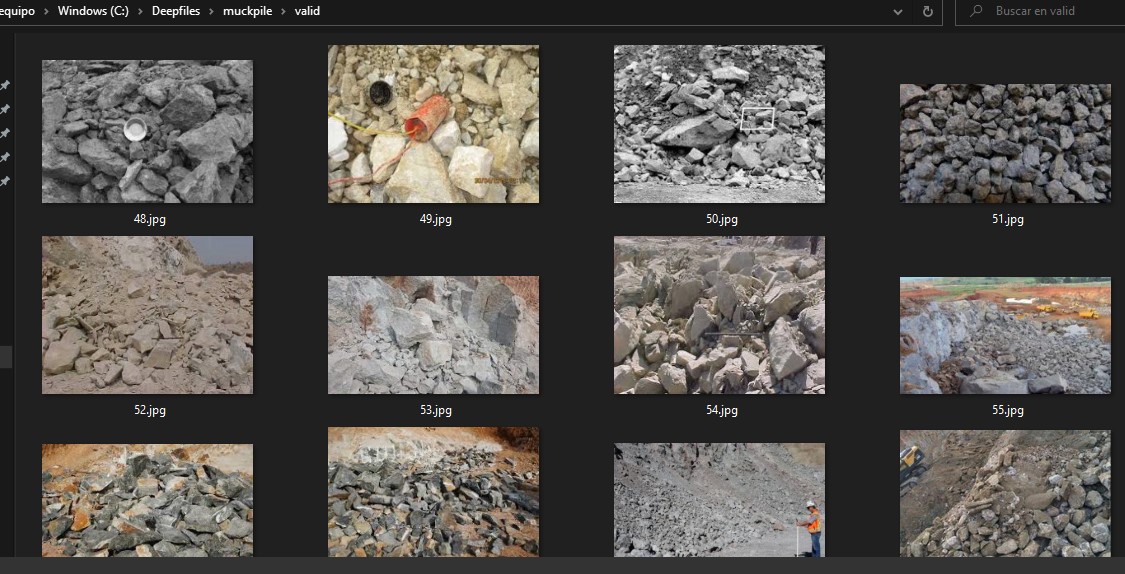 equipo > Windows (C:) > Deepfiles > muckpile > valid
Buscar en valid
48.jpg
49.jpg
50.jpg
51.jpg
52.jpg
53.jpg
54.jpg
55.jpg